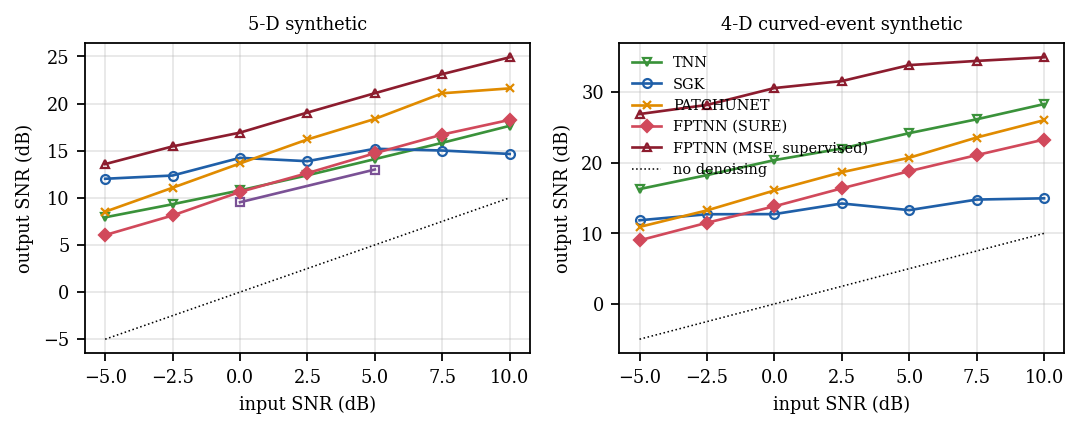 5-D synthetic
output SNR (dB)
25
20
15
10
5
0
−5
−5.0 −2.5 0.0 2.5 5.0 7.5 10.0
input SNR (dB)
4-D curved-event synthetic
output SNR (dB)
30
20
10
0
TNN
SGK
PATCHUNET
FPTNN (SURE)
FPTNN (MSE, supervised)
no denoising
−5.0 −2.5 0.0 2.5 5.0 7.5 10.0
input SNR (dB)